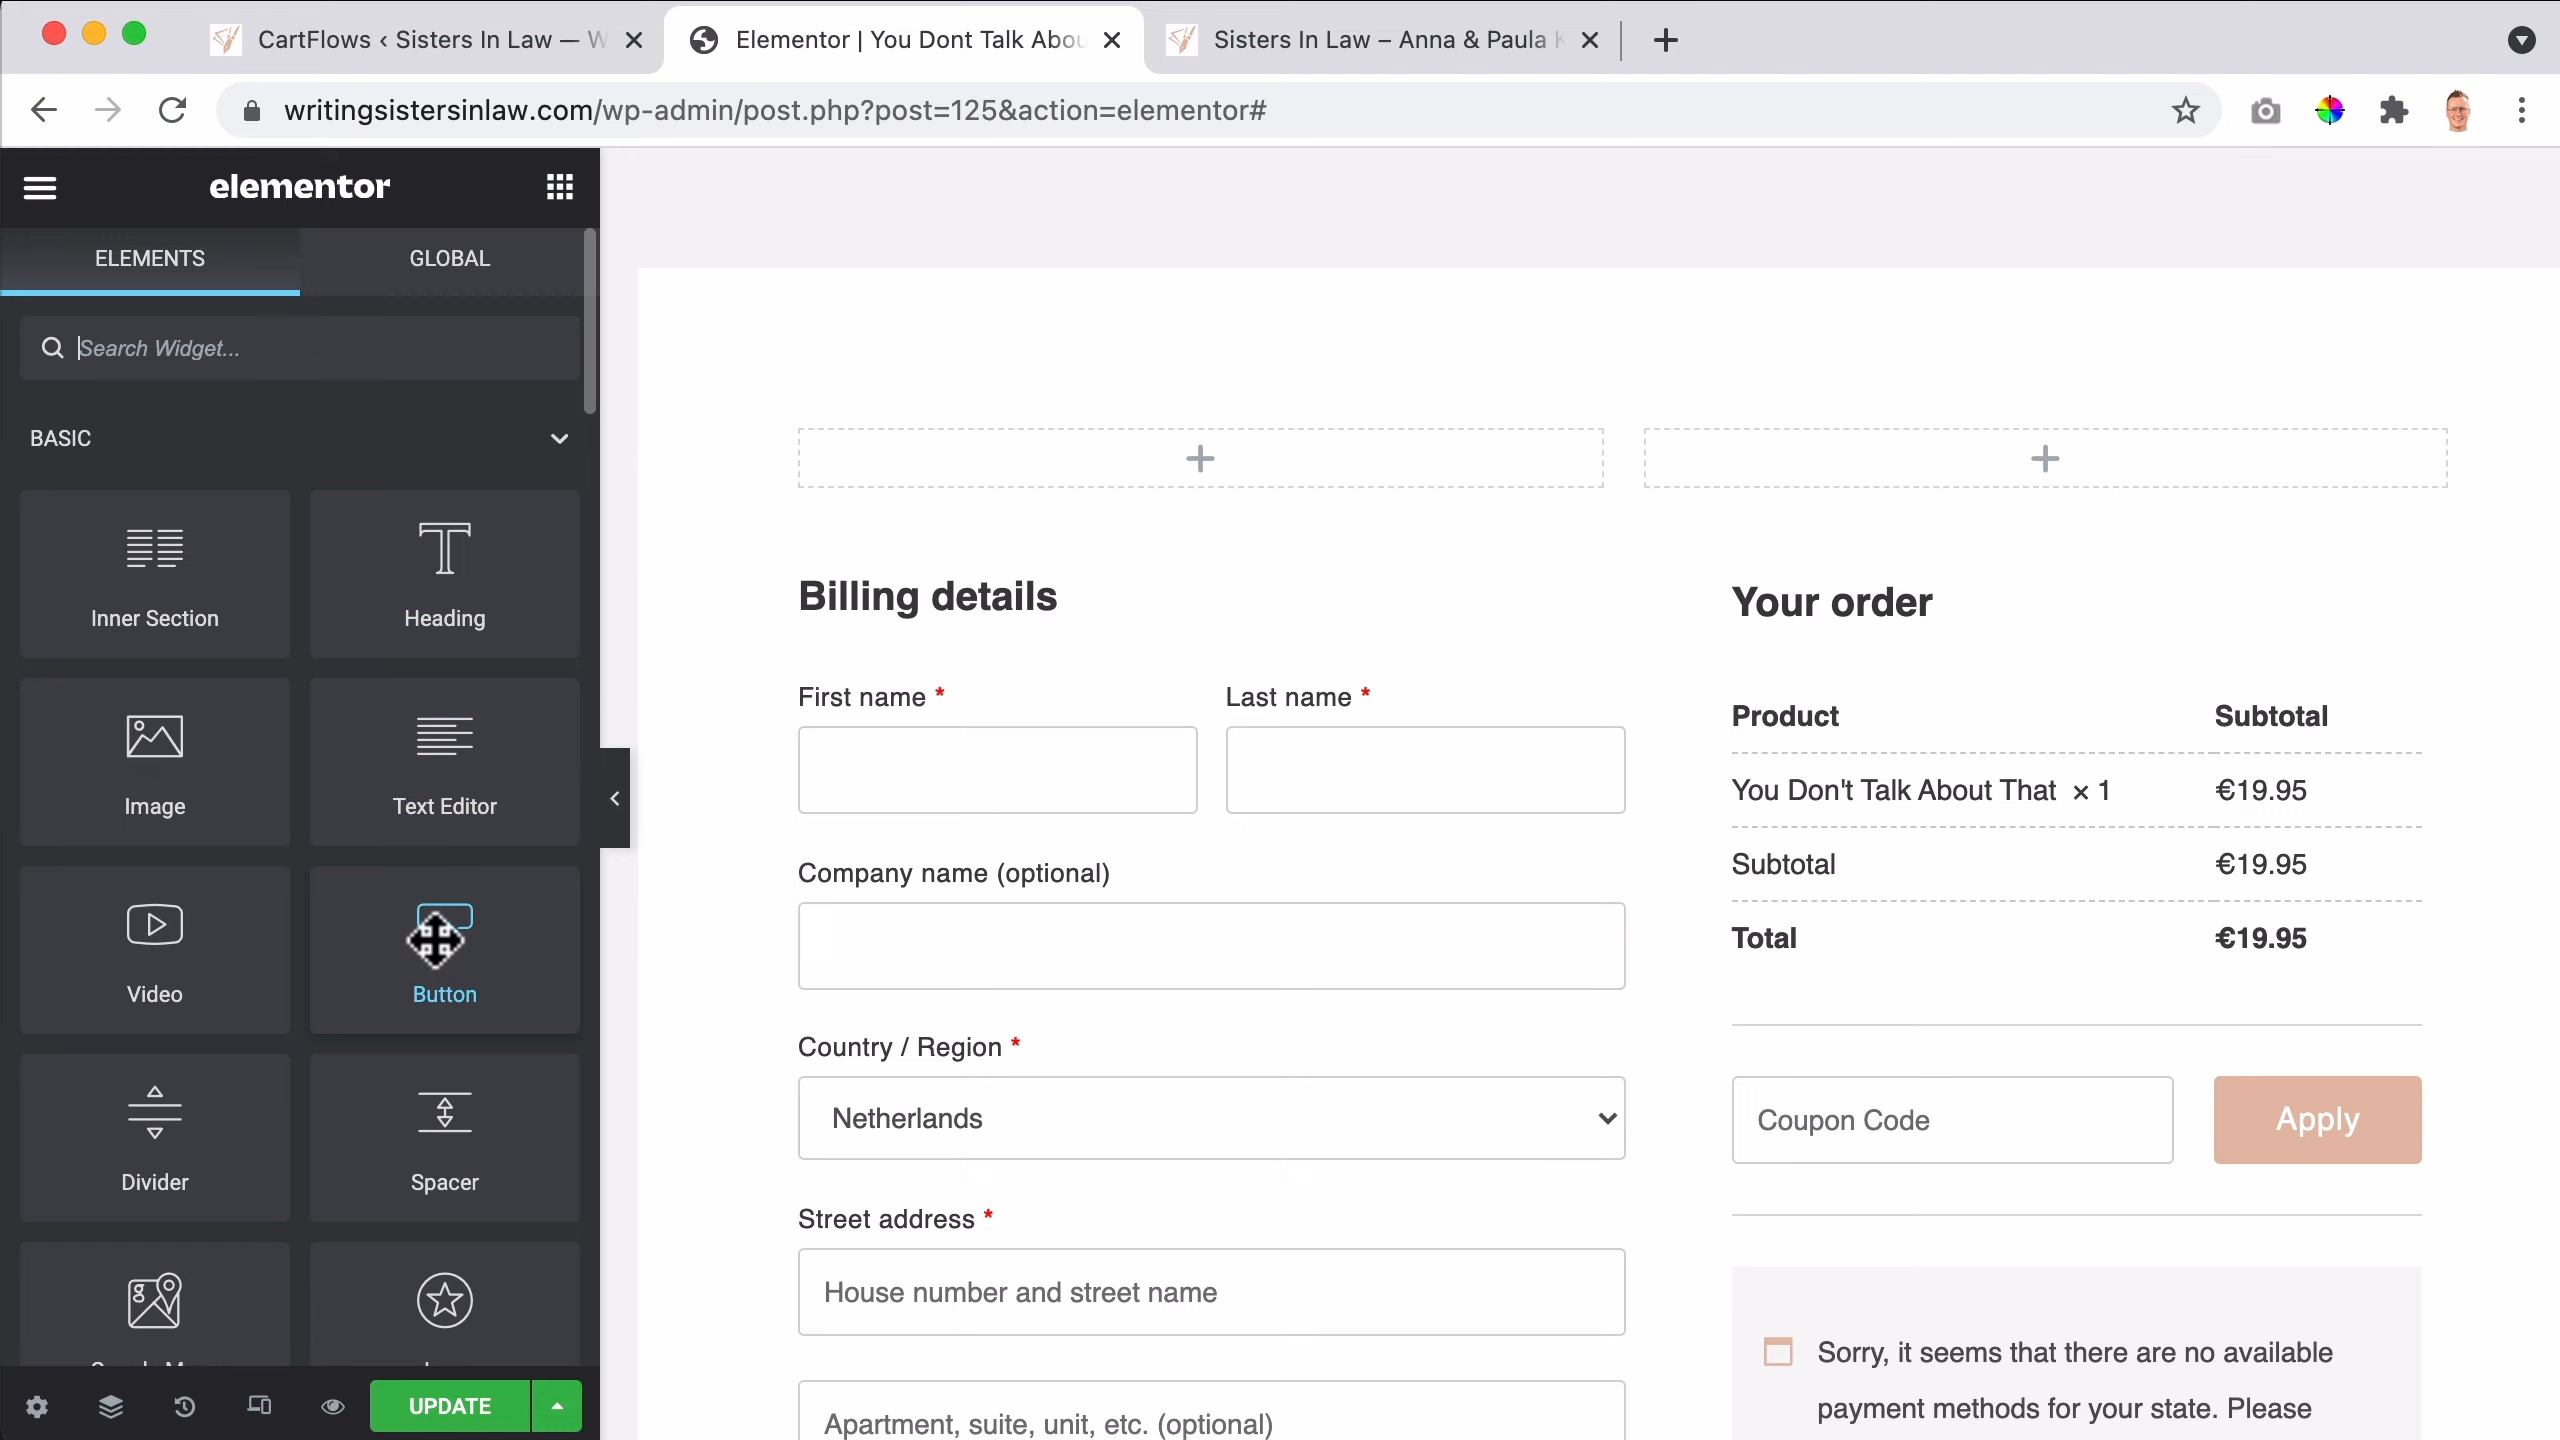 CartFlows ‹ Sisters In Law — W
Elementor | You Dont Talk Abou
Sisters In Law – Anna & Paula K
writingsistersinlaw.com/wp-admin/post.php?post=125&action=elementor#
elementor
ELEMENTS
GLOBAL
Search Widget...
BASIC
Inner Section
Heading
Image
Text Editor
Video
Button
Divider
Spacer
UPDATE
Billing details
First name *
Last name *
Company name (optional)
Country / Region *
Netherlands
Street address *
House number and street name
Apartment, suite, unit, etc. (optional)
Your order
Product Subtotal
You Don't Talk About That × 1 €19.95
Subtotal €19.95
Total €19.95
Coupon Code
Apply
Sorry, it seems that there are no available
payment methods for your state. Please